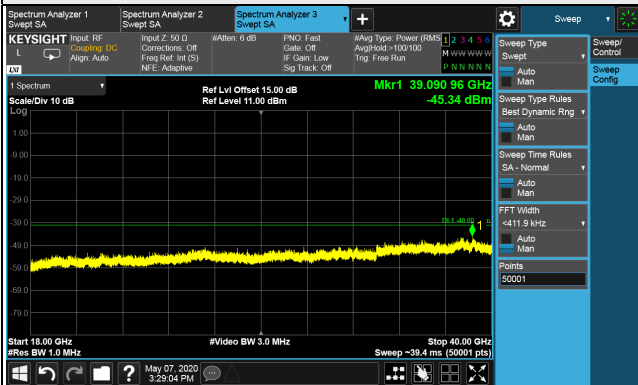 Spectrum Analyzer 1
Swept SA
Spectrum Analyzer 2
Swept SA
Spectrum Analyzer 3
Swept SA
Sweep
KEYSIGHT
L
LXI
Input: RF
Coupling: DC
Align: Auto
Input Z: 50 Ω
Corrections: Off
Freq Ref: Int (S)
NFE: Adaptive
#Atten: 6 dB
PNO: Fast
Gate: Off
IF Gain: Low
Sig Track: Off
#Avg Type: Power (RMS
Avg|Hold:>100/100
Trig: Free Run
1 2 3 4 5 6
M W W W W W
P N N N N N
1 Spectrum
Scale/Div 10 dB
Ref Lvl Offset 15.00 dB
Ref Level 11.00 dBm
Mkr1 39.090 96 GHz
-45.34 dBm
Log
1.00
-9.00
-19.0
-29.0
-39.0
-49.0
-59.0
-69.0
-79.0
DL1 -40.00
1
Start 18.00 GHz
#Res BW 1.0 MHz
#Video BW 3.0 MHz
Stop 40.00 GHz
Sweep ~39.4 ms (50001 pts)
Sweep Type
Swept
Auto
Man
Sweep Type Rules
Best Dynamic Rng
Auto
Man
Sweep Time Rules
SA - Normal
Auto
Man
FFT Width
<411.9 kHz
Auto
Man
Points
50001
Sweep/
Control
Sweep
Config
May 07, 2020
3:29:04 PM